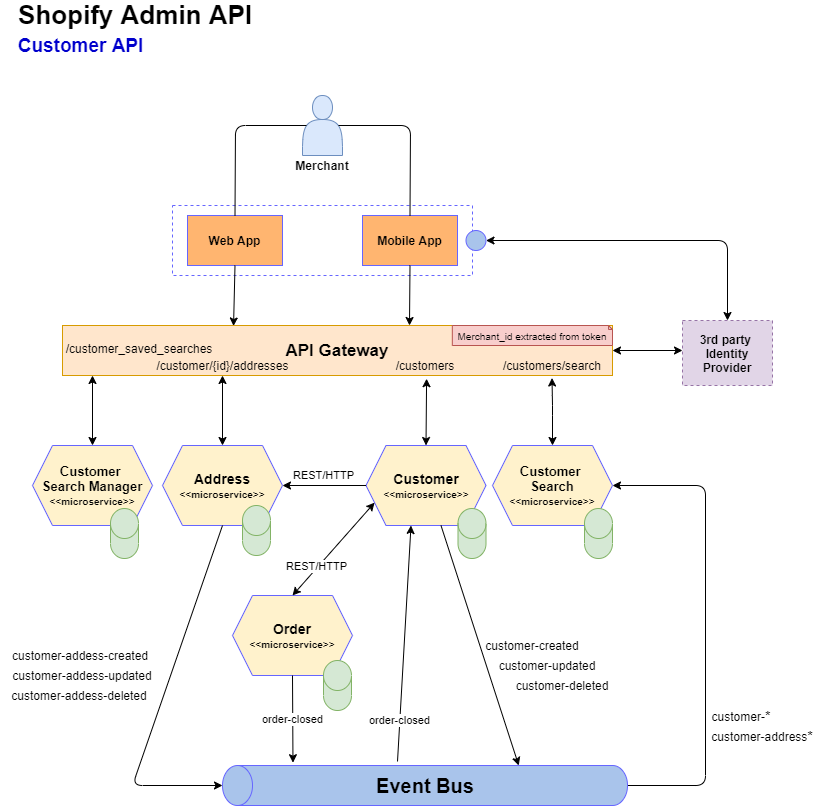 Shopify Admin API
Customer API
Merchant
Web App
Mobile App
Merchant_id extracted from token
/customer_saved_searches
API Gateway
/customer/{id}/addresses
/customers
/customers/search
3rd party
Identity
Provider
Customer
Search Manager
<<microservice>>
Address
<<microservice>>
REST/HTTP
Customer
<<microservice>>
Customer
Search
<<microservice>>
REST/HTTP
Order
<<microservice>>
customer-addess-created
customer-addess-updated
customer-addess-deleted
customer-created
customer-updated
customer-deleted
order-closed
order-closed
customer-*
customer-address*
Event Bus